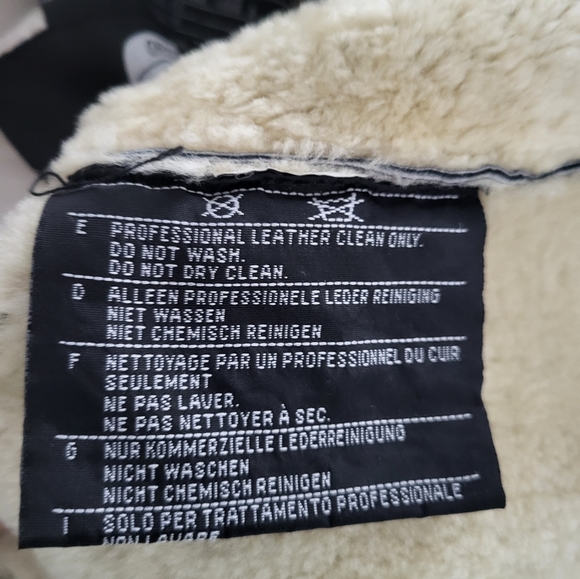 E PROFESSIONAL LEATHER CLEAN ONLY.
DO NOT WASH.
DO NOT DRY CLEAN.
D ALLEEN PROFESSIONELE LEDER REINIGING
NIET WASSEN
NIET CHEMISCH REINIGEN
F NETTOYAGE PAR UN PROFESSIONNEL DU CUIR
SEULEMENT
NE PAS LAVER.
NE PAS NETTOYER À SEC.
G NUR KOMMERZIELLE LEDERREINIGUNG
NICHT WASCHEN
NICHT CHEMISCH REINIGEN
I SOLO PER TRATTAMENTO PROFESSIONALE
NON LAVARE